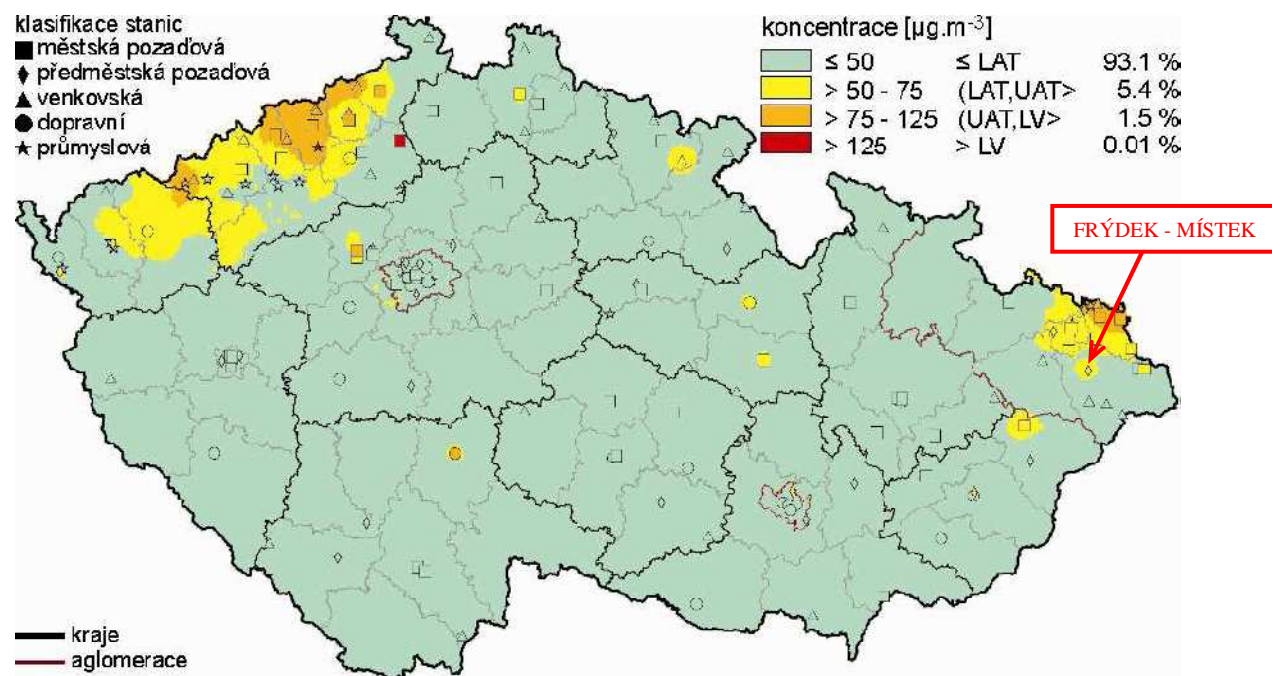 klasifikace stanic
městská pozaďová
předměstská pozaďová
venkovská
dopravní
průmyslová
koncentrace [µg.m⁻³]
≤ 50 ≤ LAT 93.1 %
> 50 - 75 (LAT,UAT> 5.4 %
> 75 - 125 (UAT,LV> 1.5 %
> 125 > LV 0.01 %
FRÝDEK - MÍSTEK
kraje
aglomerace